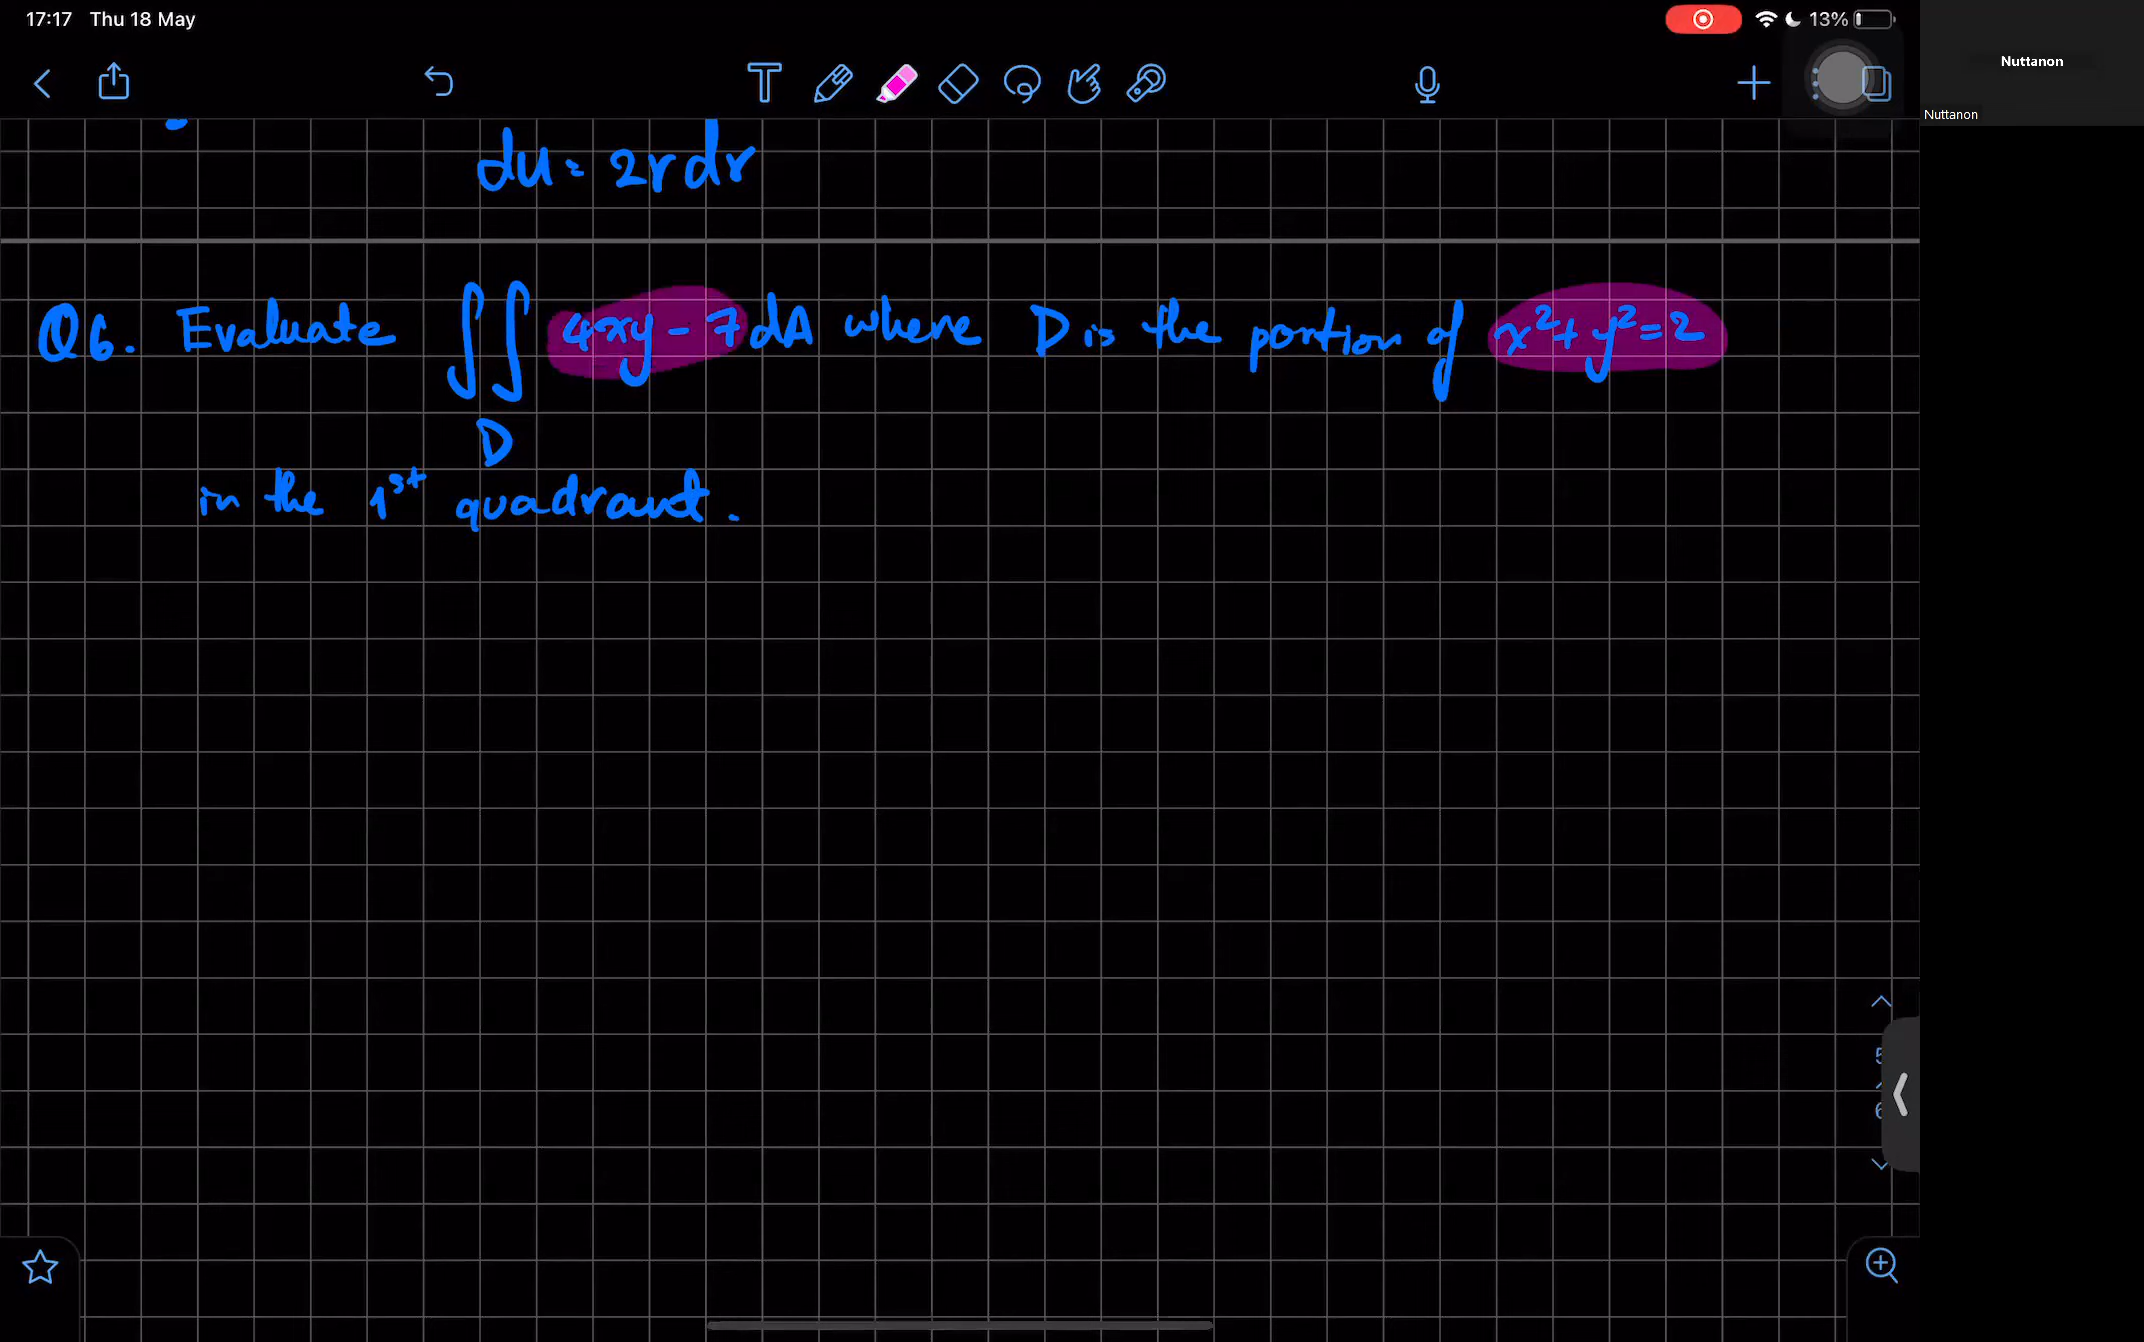 17:17 Thu 18 May
13%
Nuttanon
Nuttanon
du = 2rdr
Q6. Evaluate ∬ 4xy - 7 dA where D is the portion of x²+y²=2
D
in the 1st quadrant.